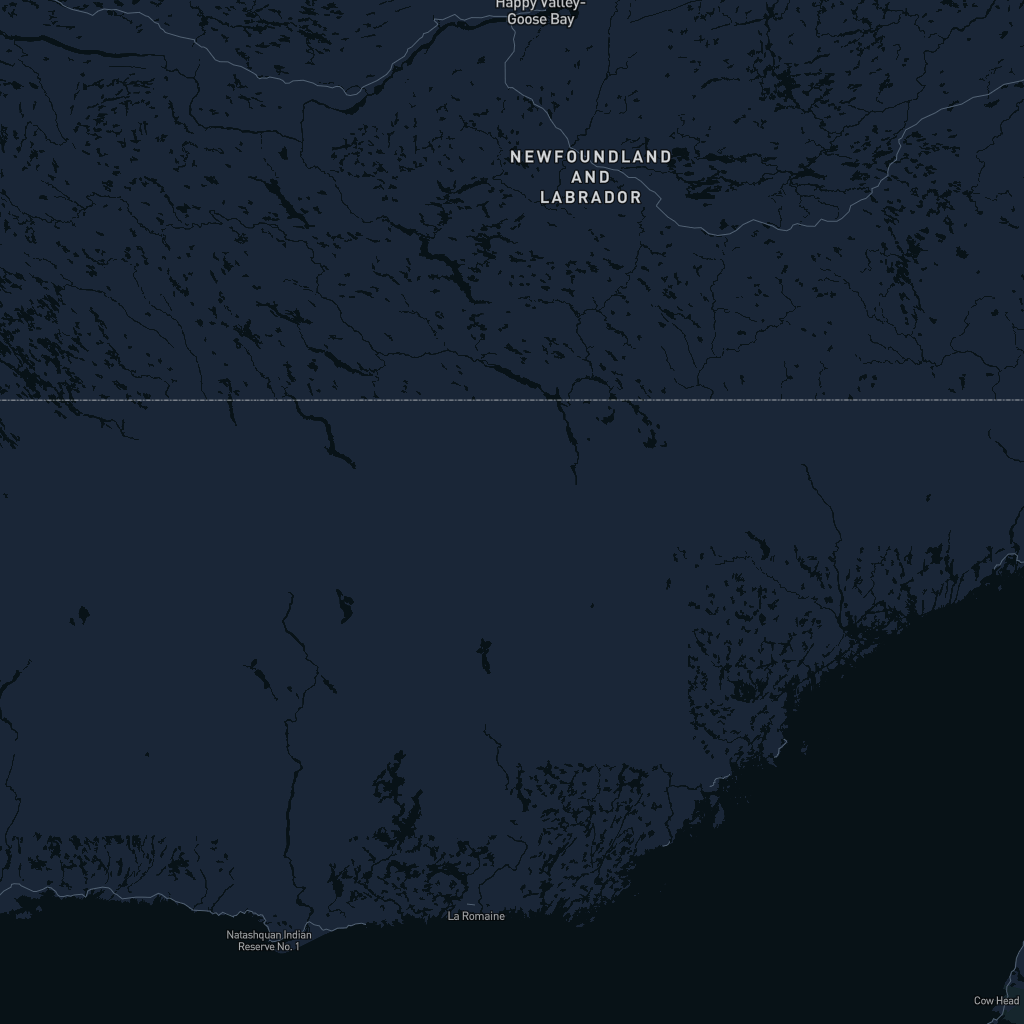 Happy Valley-
Goose Bay
NEWFOUNDLAND
AND
LABRADOR
La Romaine
Natashquan Indian
Reserve No. 1
Cow Head